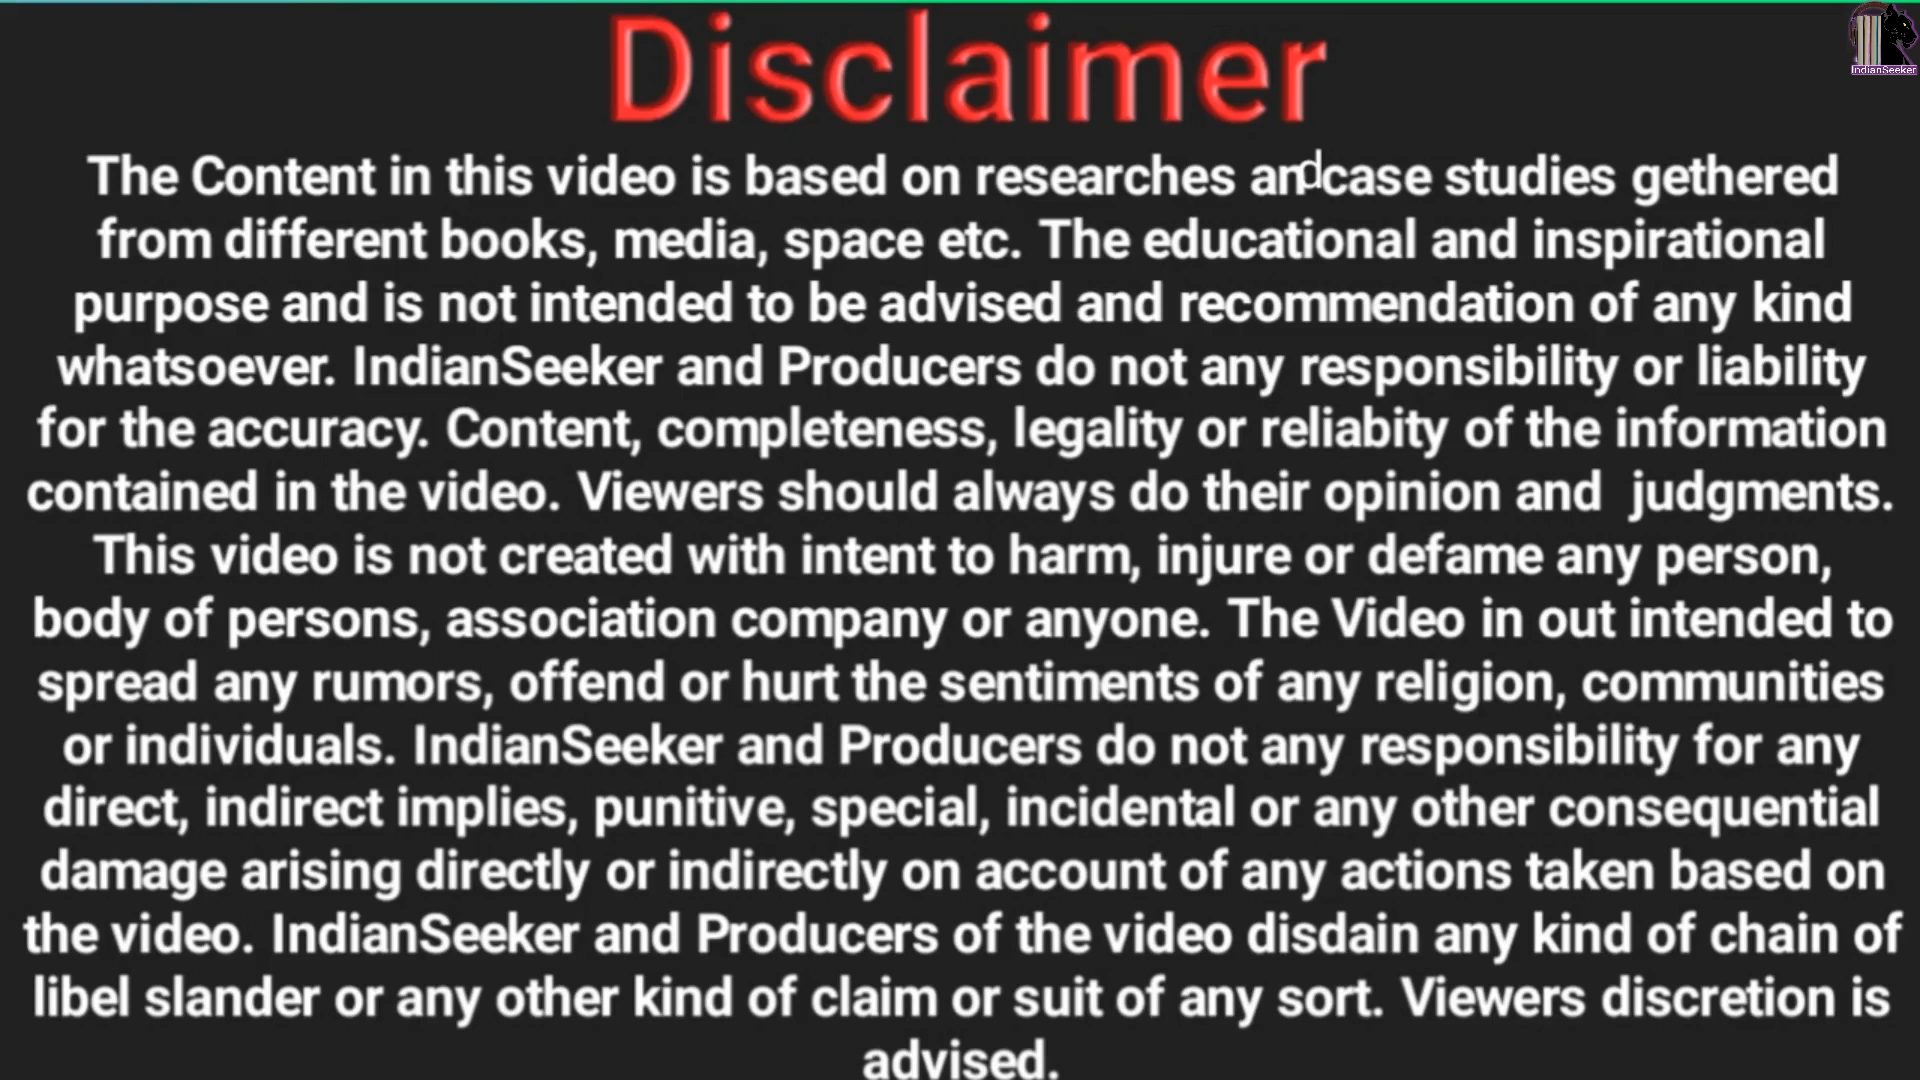 Disclaimer
IndianSeeker
The Content in this video is based on researches and case studies gethered
from different books, media, space etc. The educational and inspirational
purpose and is not intended to be advised and recommendation of any kind
whatsoever. IndianSeeker and Producers do not any responsibility or liability
for the accuracy. Content, completeness, legality or reliabity of the information
contained in the video. Viewers should always do their opinion and judgments.
This video is not created with intent to harm, injure or defame any person,
body of persons, association company or anyone. The Video in out intended to
spread any rumors, offend or hurt the sentiments of any religion, communities
or individuals. IndianSeeker and Producers do not any responsibility for any
direct, indirect implies, punitive, special, incidental or any other consequential
damage arising directly or indirectly on account of any actions taken based on
the video. IndianSeeker and Producers of the video disdain any kind of chain of
libel slander or any other kind of claim or suit of any sort. Viewers discretion is
advised.